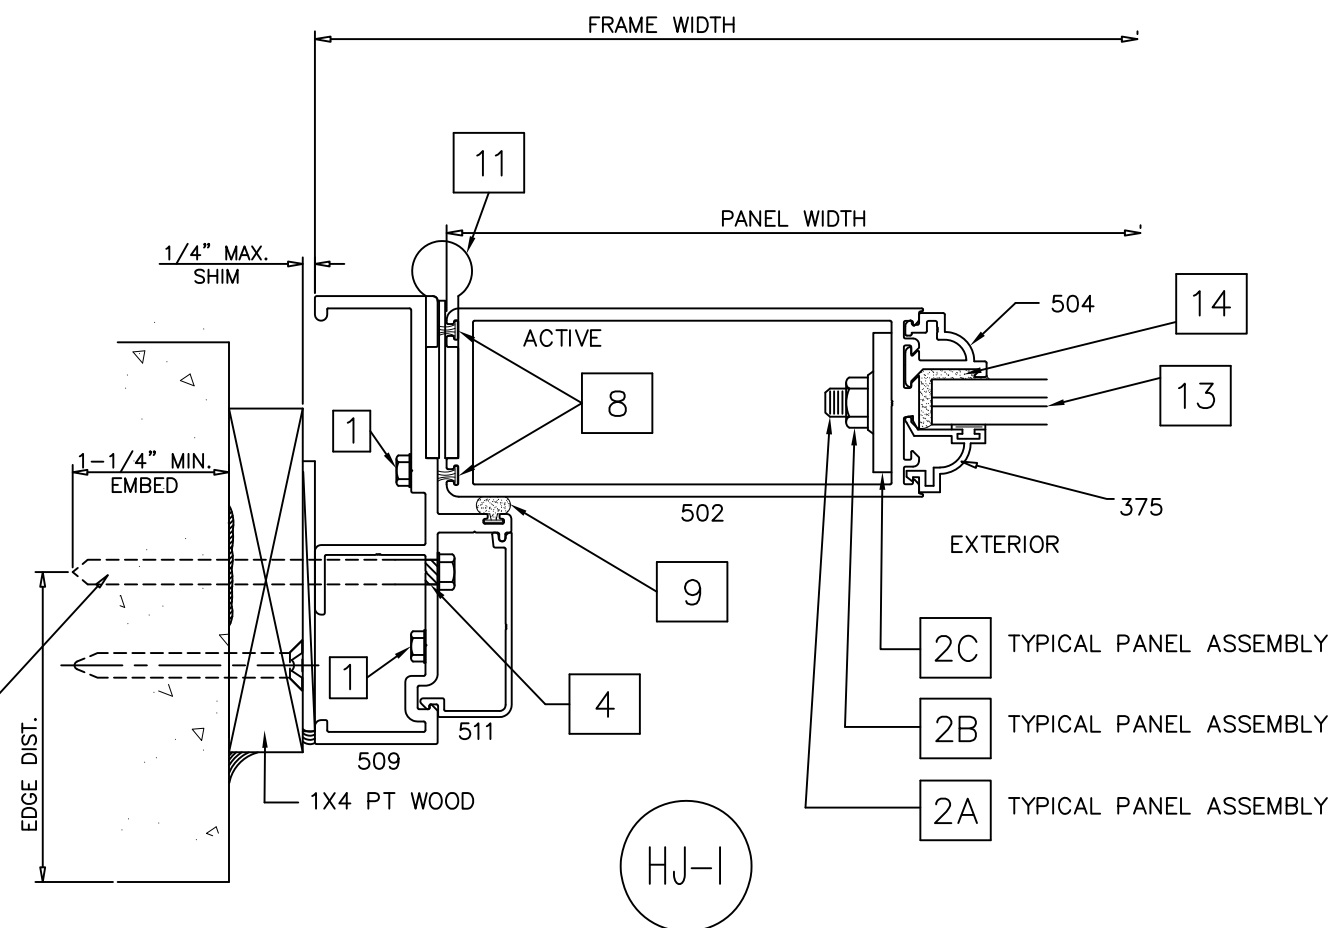 FRAME WIDTH
11
PANEL WIDTH
1/4" MAX.
SHIM
504
14
ACTIVE
8
13
1
1-1/4" MIN.
EMBED
502
375
EXTERIOR
9
2C TYPICAL PANEL ASSEMBLY
1
4
EDGE DIST.
511
2B TYPICAL PANEL ASSEMBLY
509
1X4 PT WOOD
2A TYPICAL PANEL ASSEMBLY
HJ-I